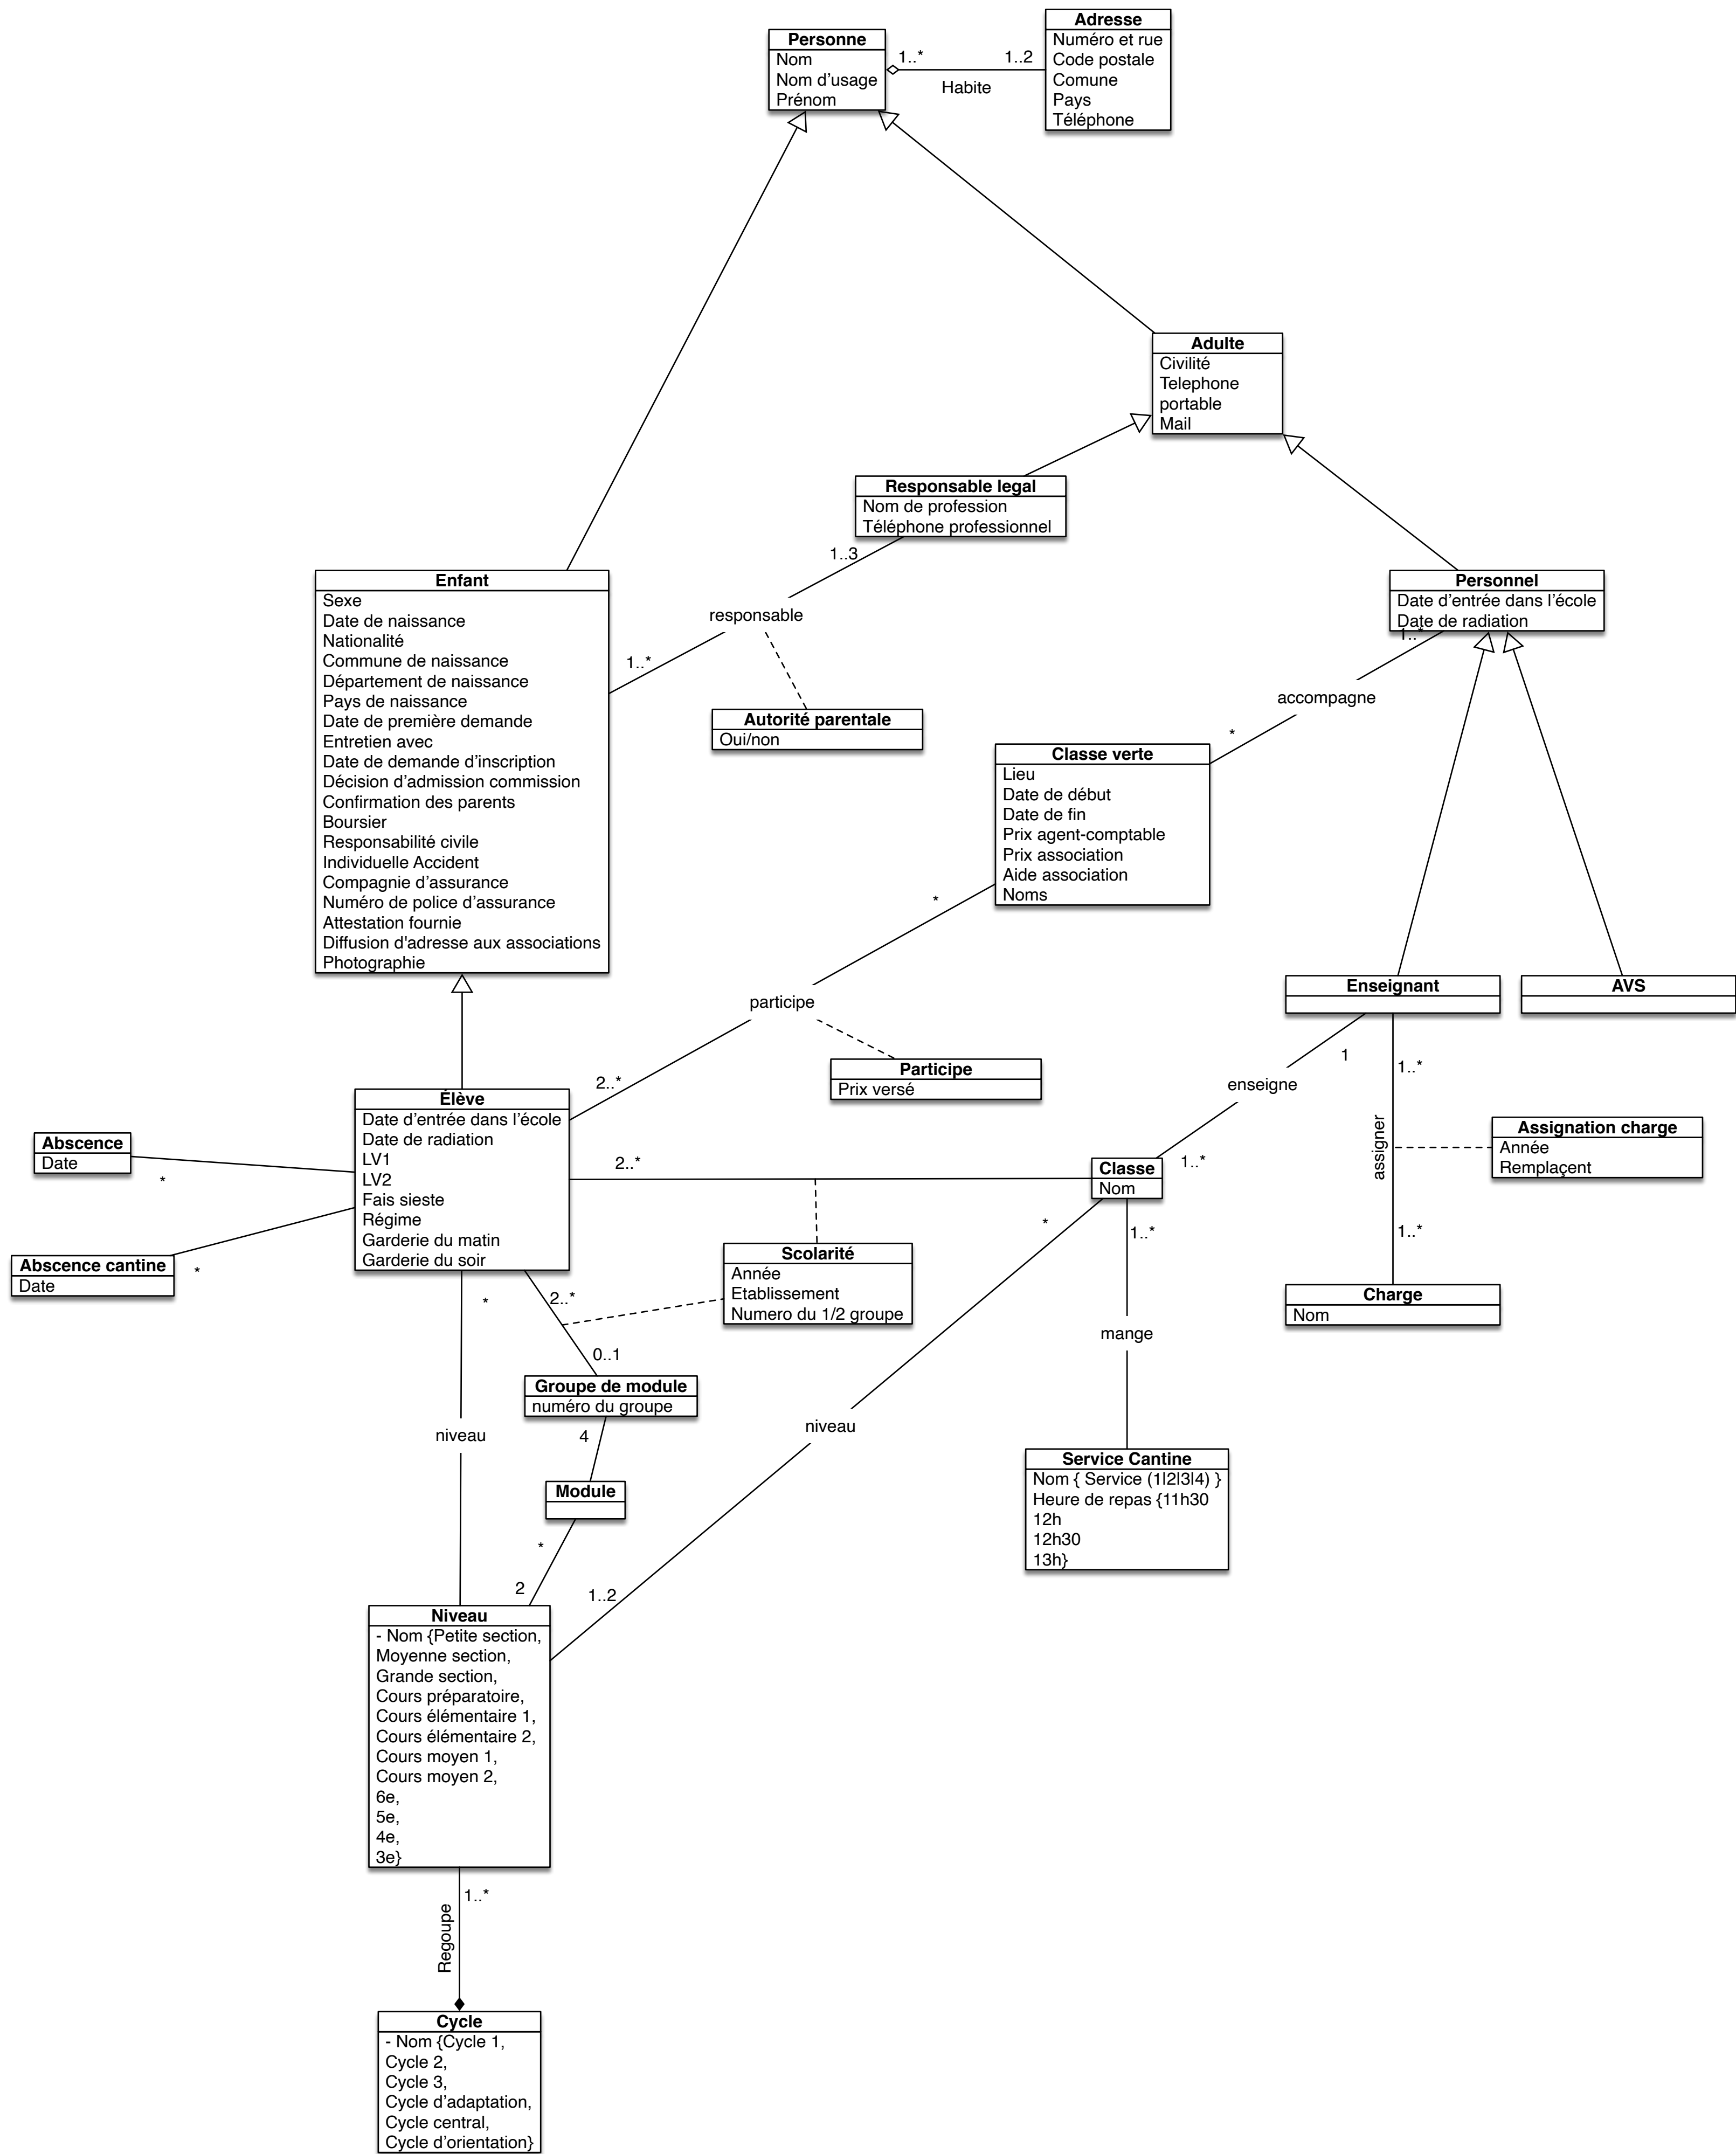 Personne
Nom
Nom d'usage
Prénom
1..*
1..2
Habite
Adresse
Numéro et rue
Code postale
Comune
Pays
Téléphone
Adulte
Civilité
Telephone
portable
Mail
Responsable legal
Nom de profession
Téléphone professionnel
1..3
responsable
1..*
Enfant
Sexe
Date de naissance
Nationalité
Commune de naissance
Département de naissance
Pays de naissance
Date de première demande
Entretien avec
Date de demande d'inscription
Décision d'admission commission
Confirmation des parents
Boursier
Responsabilité civile
Individuelle Accident
Compagnie d'assurance
Numéro de police d'assurance
Attestation fournie
Diffusion d'adresse aux associations
Photographie
Autorité parentale
Oui/non
Personnel
Date d'entrée dans l'école
Date de radiation
1..*
accompagne
*
Classe verte
Lieu
Date de début
Date de fin
Prix agent-comptable
Prix association
Aide association
Noms
*
participe
2..*
Participe
Prix versé
Enseignant
AVS
1
enseigne
1..*
1..*
assigner
1..*
Assignation charge
Année
Remplaçent
Charge
Nom
Élève
Date d'entrée dans l'école
Date de radiation
LV1
LV2
Fais sieste
Régime
Garderie du matin
Garderie du soir
Abscence
Date
*
Abscence cantine
Date
*
2..*
Classe
Nom
*
1..*
mange
Scolarité
Année
Etablissement
Numero du 1/2 groupe
*
2..*
0..1
Groupe de module
numéro du groupe
4
niveau
niveau
Module
*
2
1..2
Service Cantine
Nom { Service (1|2|3|4) }
Heure de repas {11h30
12h
12h30
13h}
Niveau
- Nom {Petite section,
Moyenne section,
Grande section,
Cours préparatoire,
Cours élémentaire 1,
Cours élémentaire 2,
Cours moyen 1,
Cours moyen 2,
6e,
5e,
4e,
3e}
1..*
Regoupe
Cycle
- Nom {Cycle 1,
Cycle 2,
Cycle 3,
Cycle d'adaptation,
Cycle central,
Cycle d'orientation}